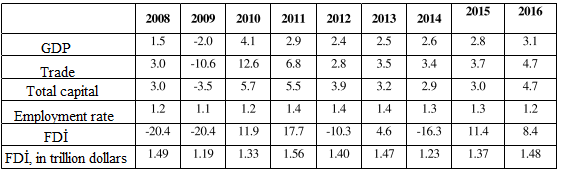 2008 2009 2010 2011 2012 2013 2014 2015 2016
GDP 1.5 -2.0 4.1 2.9 2.4 2.5 2.6 2.8 3.1
Trade 3.0 -10.6 12.6 6.8 2.8 3.5 3.4 3.7 4.7
Total capital 3.0 -3.5 5.7 5.5 3.9 3.2 2.9 3.0 4.7
Employment rate 1.2 1.1 1.2 1.4 1.4 1.4 1.3 1.3 1.2
FDİ -20.4 -20.4 11.9 17.7 -10.3 4.6 -16.3 11.4 8.4
FDİ, in trillion dollars 1.49 1.19 1.33 1.56 1.40 1.47 1.23 1.37 1.48